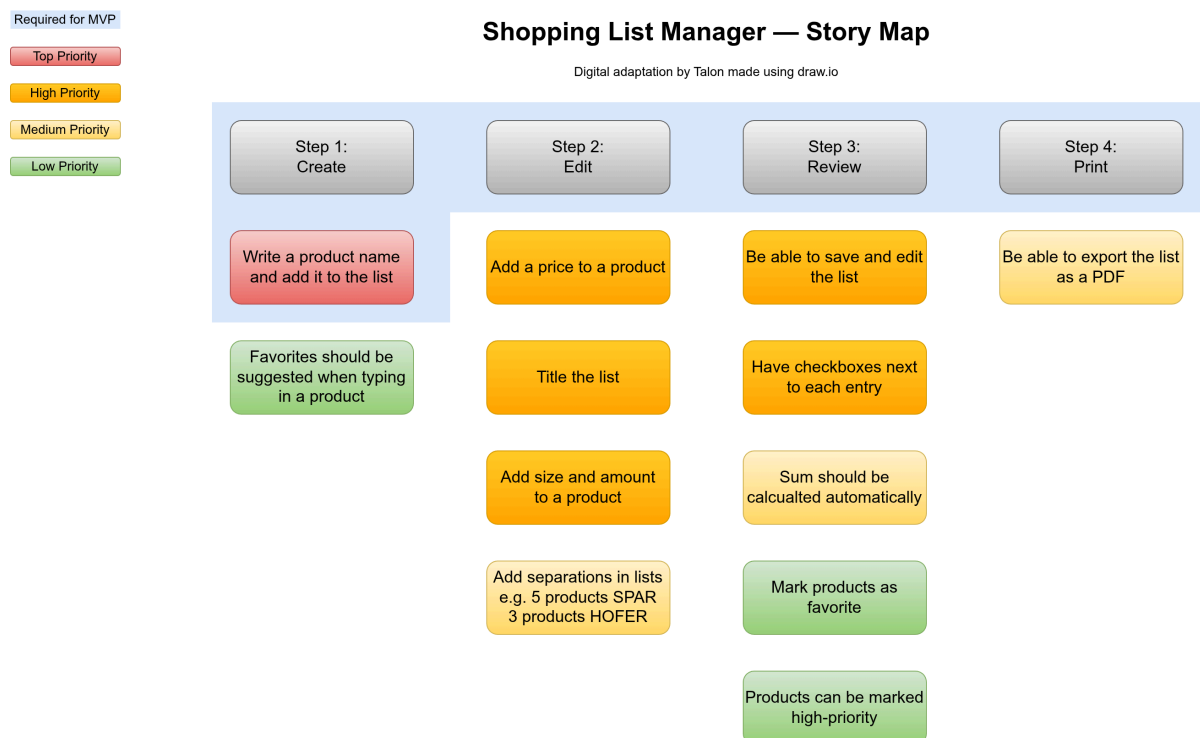 Required for MVP
Top Priority
High Priority
Medium Priority
Low Priority
Shopping List Manager — Story Map
Digital adaptation by Talon made using draw.io
Step 1:
Create
Step 2:
Edit
Step 3:
Review
Step 4:
Print
Write a product name
and add it to the list
Add a price to a product
Be able to save and edit
the list
Be able to export the list
as a PDF
Favorites should be
suggested when typing
in a product
Title the list
Have checkboxes next
to each entry
Add size and amount
to a product
Sum should be
calcualted automatically
Add separations in lists
e.g. 5 products SPAR
3 products HOFER
Mark products as
favorite
Products can be marked
high-priority